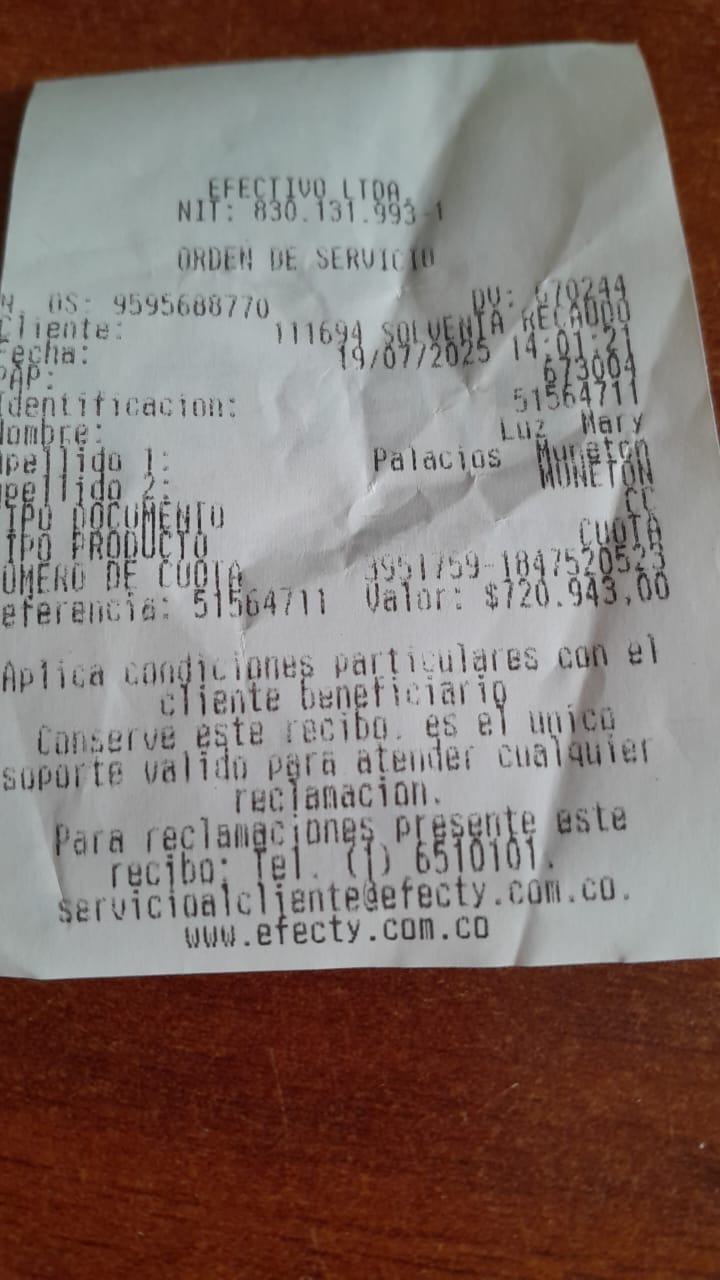 EFECTIVO LTDA.
NIT: 830.131.993-1
ORDEN DE SERVICIO
N. OS: 9595688770 DV: 670244
Cliente: 111694 SOLVENTA RECAUDO
Fecha: 19/07/2025 14:01:21
PAP: 673004
Identificacion: 51564711
Nombre: Luz Mary
Apellido 1: Palacios Muneton
Apellido 2: MUNETON
TIPO DOCUMENTO CC
TIPO PRODUCTO CUOTA
NUMERO DE CUOTA 3951759-1847520523
Referencia: 51564711 Valor: $720.943,00
Aplica condiciones particulares con el
cliente beneficiario
Conserve este recibo. es el unico
soporte valido para atender cualquier
reclamacion.
Para reclamaciones presente este
recibo: Tel. (1) 6510101.
servicioalcliente@efecty.com.co.
www.efecty.com.co